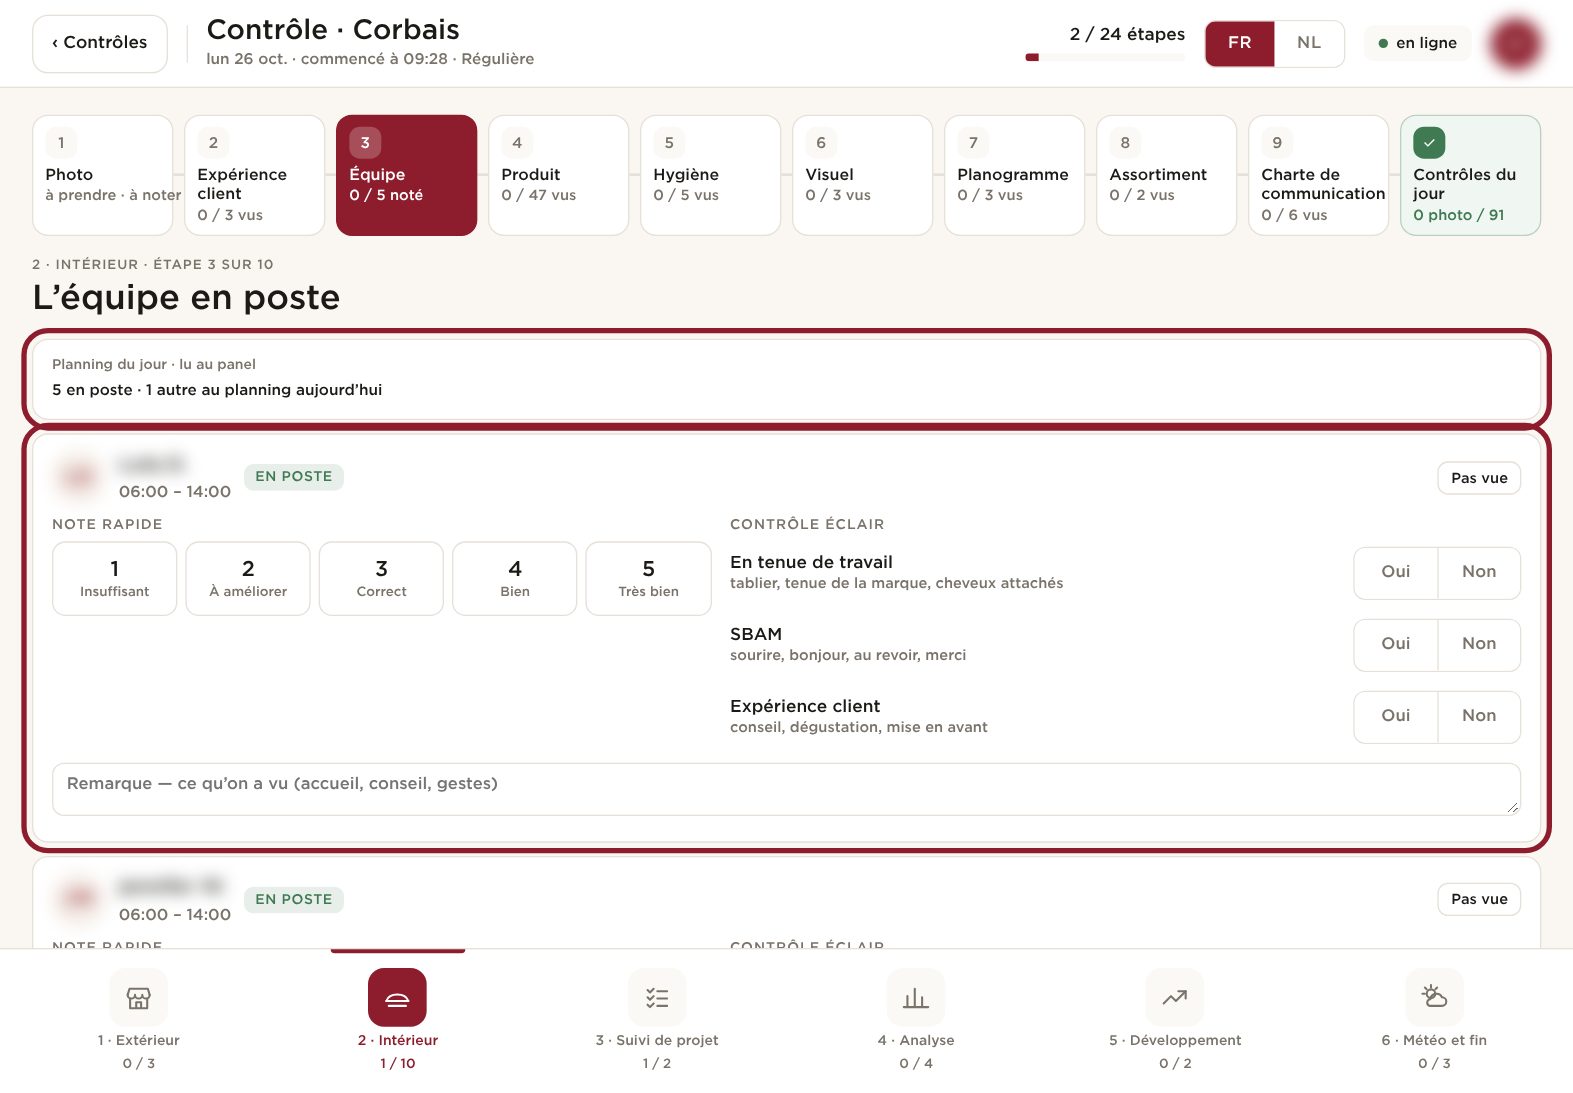 ‹ Contrôles
Contrôle · Corbais
lun 26 oct. · commencé à 09:28 · Régulière
2 / 24 étapes
FR
NL
en ligne
1
Photo
à prendre · à noter
2
Expérience
client
0 / 3 vus
3
Équipe
0 / 5 noté
4
Produit
0 / 47 vus
5
Hygiène
0 / 5 vus
6
Visuel
0 / 3 vus
7
Planogramme
0 / 3 vus
8
Assortiment
0 / 2 vus
9
Charte de
communication
0 / 6 vus
Contrôles du
jour
0 photo / 91
2 · INTÉRIEUR · ÉTAPE 3 SUR 10
L’équipe en poste
Planning du jour · lu au panel
5 en poste · 1 autre au planning aujourd’hui
06:00 – 14:00
EN POSTE
Pas vue
NOTE RAPIDE
1
Insuffisant
2
À améliorer
3
Correct
4
Bien
5
Très bien
CONTRÔLE ÉCLAIR
En tenue de travail
tablier, tenue de la marque, cheveux attachés
Oui
Non
SBAM
sourire, bonjour, au revoir, merci
Oui
Non
Expérience client
conseil, dégustation, mise en avant
Oui
Non
Remarque — ce qu’on a vu (accueil, conseil, gestes)
06:00 – 14:00
EN POSTE
Pas vue
NOTE RAPIDE
CONTRÔLE ÉCLAIR
1 · Extérieur
0 / 3
2 · Intérieur
1 / 10
3 · Suivi de projet
1 / 2
4 · Analyse
0 / 4
5 · Développement
0 / 2
6 · Météo et fin
0 / 3